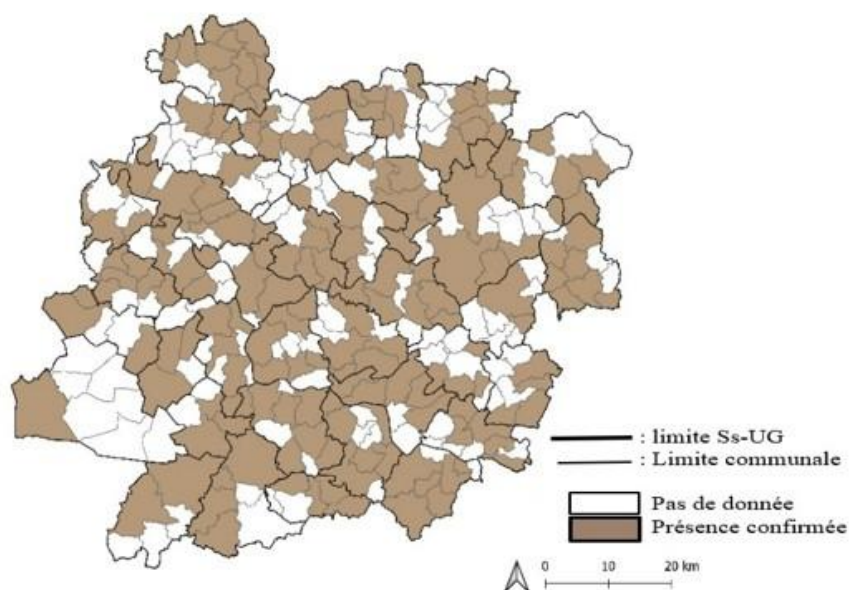 : limite Ss-UG
: Limite communale
Pas de donnée
Présence confirmée
0 10 20 km